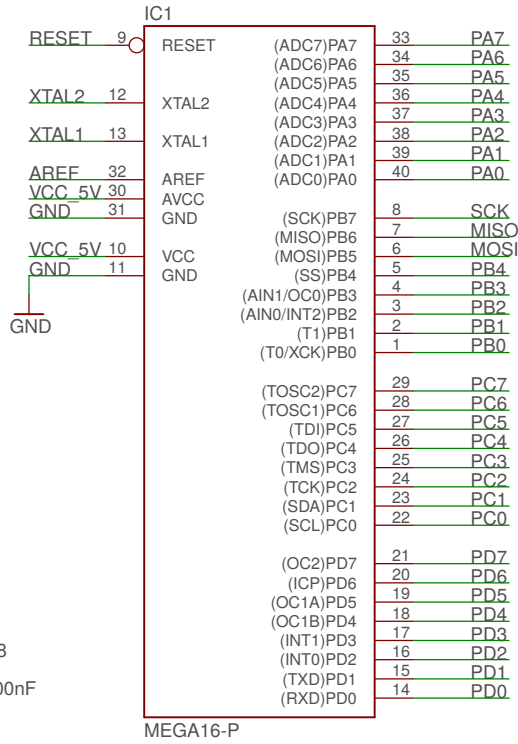 IC1
RESET 9 RESET (ADC7)PA7 33 PA7
(ADC6)PA6 34 PA6
(ADC5)PA5 35 PA5
XTAL2 12 XTAL2 (ADC4)PA4 36 PA4
(ADC3)PA3 37 PA3
XTAL1 13 XTAL1 (ADC2)PA2 38 PA2
(ADC1)PA1 39 PA1
AREF 32 AREF (ADC0)PA0 40 PA0
VCC_5V 30 AVCC
GND 31 GND (SCK)PB7 8 SCK
(MISO)PB6 7 MISO
VCC_5V 10 VCC (MOSI)PB5 6 MOSI
GND 11 GND (SS)PB4 5 PB4
(AIN1/OC0)PB3 4 PB3
GND (AIN0/INT2)PB2 3 PB2
(T1)PB1 2 PB1
(T0/XCK)PB0 1 PB0
(TOSC2)PC7 29 PC7
(TOSC1)PC6 28 PC6
(TDI)PC5 27 PC5
(TDO)PC4 26 PC4
(TMS)PC3 25 PC3
(TCK)PC2 24 PC2
(SDA)PC1 23 PC1
(SCL)PC0 22 PC0
(OC2)PD7 21 PD7
(ICP)PD6 20 PD6
(OC1A)PD5 19 PD5
(OC1B)PD4 18 PD4
(INT1)PD3 17 PD3
8 (INT0)PD2 16 PD2
(TXD)PD1 15 PD1
00nF (RXD)PD0 14 PD0
MEGA16-P